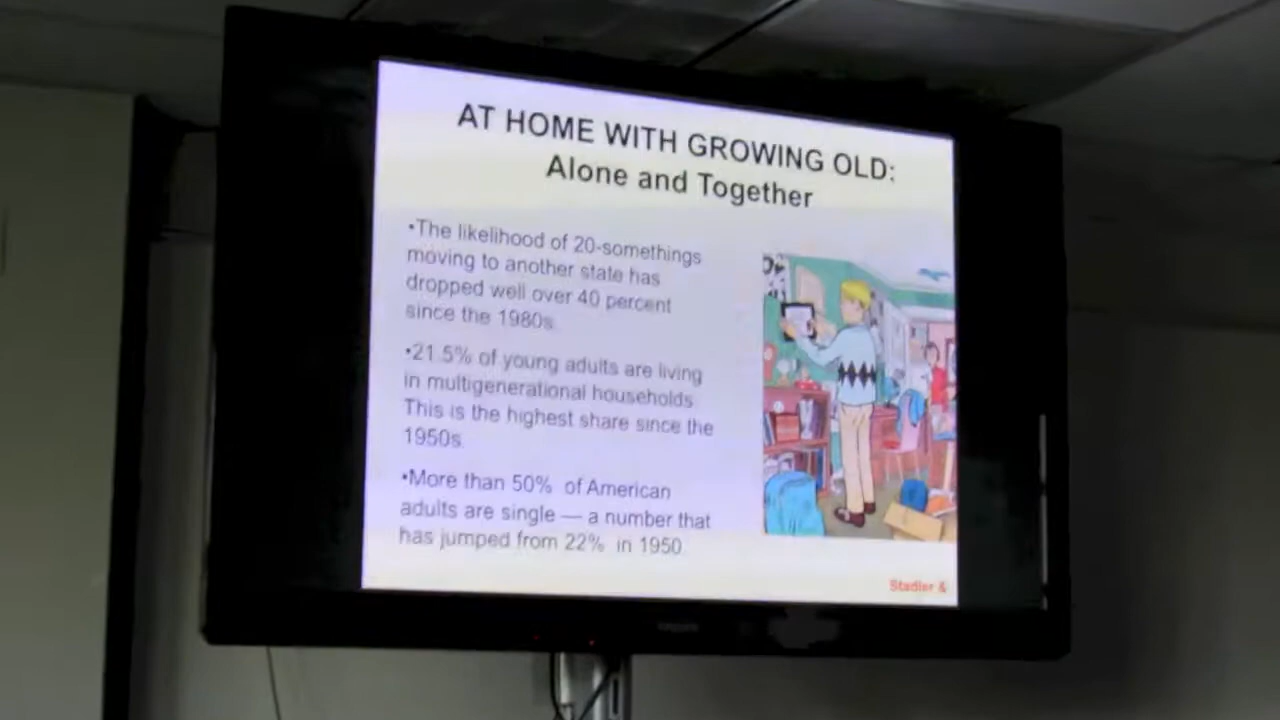 AT HOME WITH GROWING OLD:
Alone and Together
•The likelihood of 20-somethings
moving to another state has
dropped well over 40 percent
since the 1980s.
•21.5% of young adults are living
in multigenerational households.
This is the highest share since the
1950s.
•More than 50% of American
adults are single — a number that
has jumped from 22% in 1950.
Stadler &